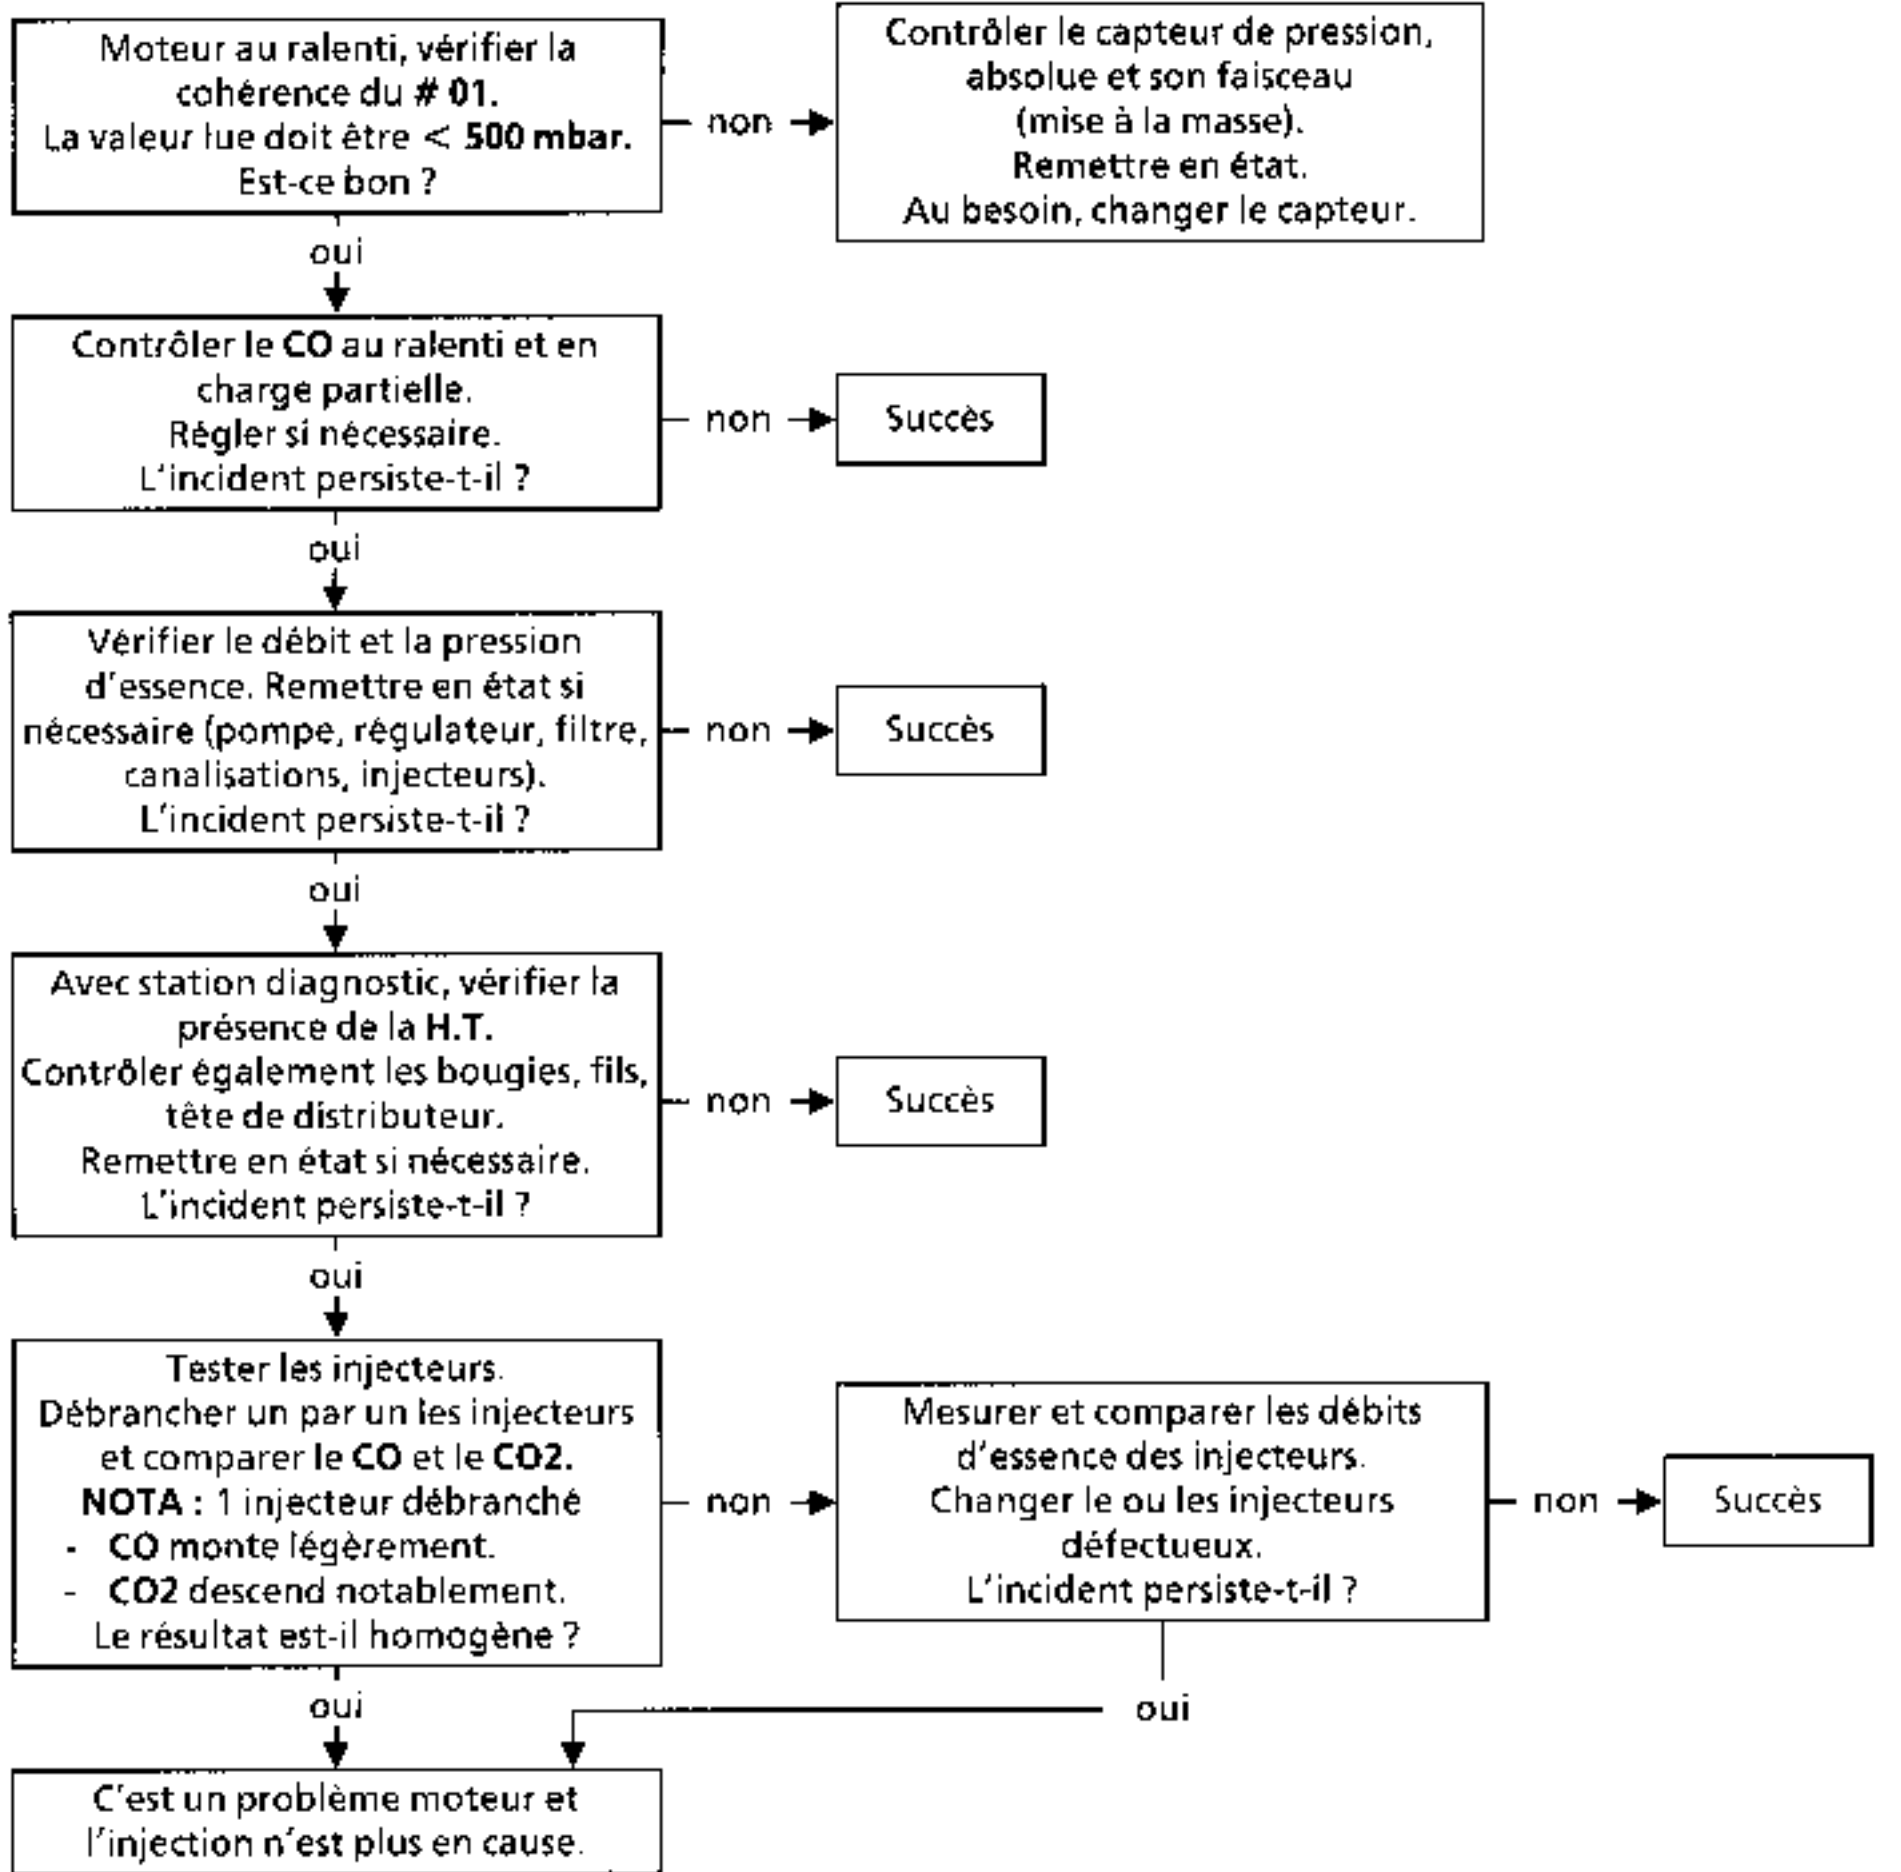 Moteur au ralenti, vérifier la
cohérence du # 01.
La valeur lue doit être < 500 mbar.
Est-ce bon ?
non
Contrôler le capteur de pression,
absolue et son faisceau
(mise à la masse).
Remettre en état.
Au besoin, changer le capteur.
oui
Contrôler le CO au ralenti et en
charge partielle.
Régler si nécessaire.
L'incident persiste-t-il ?
non
Succès
oui
Vérifier le débit et la pression
d'essence. Remettre en état si
nécessaire (pompe, régulateur, filtre,
canalisations, injecteurs).
L'incident persiste-t-il ?
non
Succès
oui
Avec station diagnostic, vérifier la
présence de la H.T.
Contrôler également les bougies, fils,
tête de distributeur.
Remettre en état si nécessaire.
L'incident persiste-t-il ?
non
Succès
oui
Tester les injecteurs.
Débrancher un par un les injecteurs
et comparer le CO et le CO2.
NOTA : 1 injecteur débranché
- CO monte légèrement.
- CO2 descend notablement.
Le résultat est-il homogène ?
non
Mesurer et comparer les débits
d'essence des injecteurs.
Changer le ou les injecteurs
défectueux.
L'incident persiste-t-il ?
non
Succès
oui
oui
C'est un problème moteur et
l'injection n'est plus en cause.